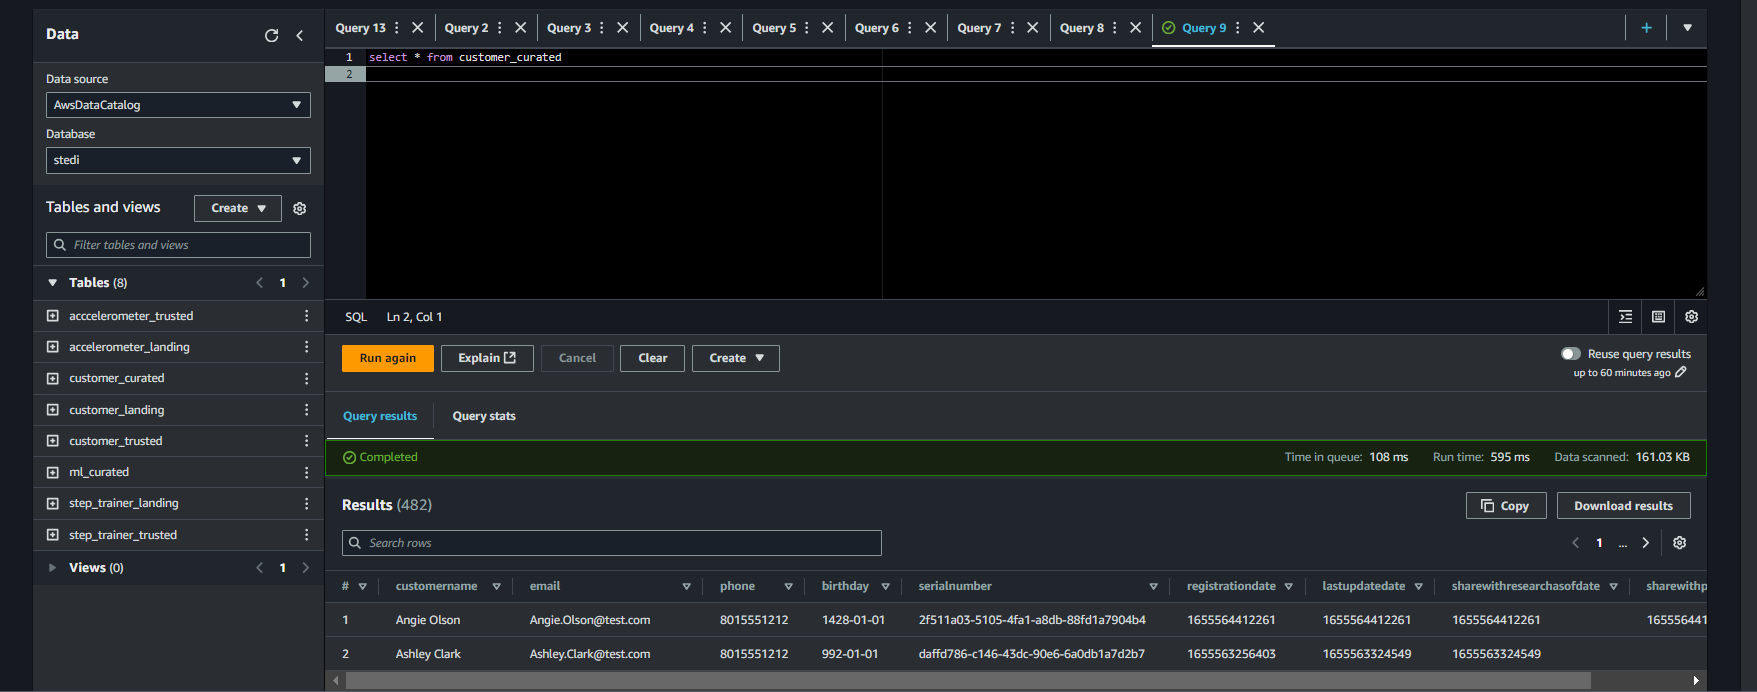 Data
Data source
AwsDataCatalog
Database
stedi
Tables and views
Create
Filter tables and views
Tables (8)
1
acccelerometer_trusted
accelerometer_landing
customer_curated
customer_landing
customer_trusted
ml_curated
step_trainer_landing
step_trainer_trusted
Views (0)
1
Query 13 Query 2 Query 3 Query 4 Query 5 Query 6 Query 7 Query 8 Query 9
1 select * from customer_curated
2
SQL Ln 2, Col 1
Run again Explain Cancel Clear Create
Reuse query results
up to 60 minutes ago
Query results Query stats
Completed Time in queue: 108 ms Run time: 595 ms Data scanned: 161.03 KB
Results (482) Copy Download results
Search rows 1 ...
# customername email phone birthday serialnumber registrationdate lastupdatedate sharewithresearchasofdate sharewithp
1 Angie Olson Angie.Olson@test.com 8015551212 1428-01-01 2f511a03-5105-4fa1-a8db-88fd1a7904b4 1655564412261 1655564412261 1655564412261 165556441
2 Ashley Clark Ashley.Clark@test.com 8015551212 992-01-01 daffd786-c146-43dc-90e6-6a0db1a7d2b7 1655563256403 1655563324549 1655563324549